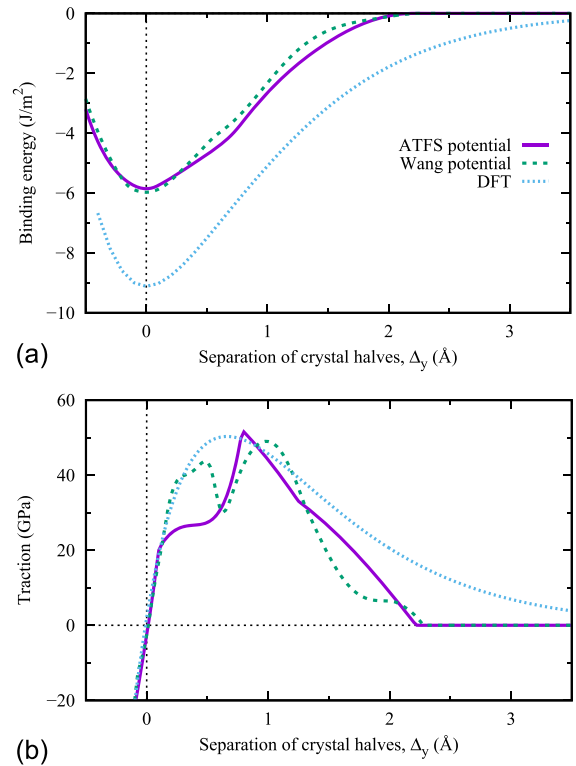 0
−2
−4
−6
−8
−10
Binding energy (J/m²)
ATFS potential
Wang potential
DFT
0
1
2
3
(a)
Separation of crystal halves, Δy (Å)
60
40
20
0
−20
Traction (GPa)
0
1
2
3
(b)
Separation of crystal halves, Δy (Å)